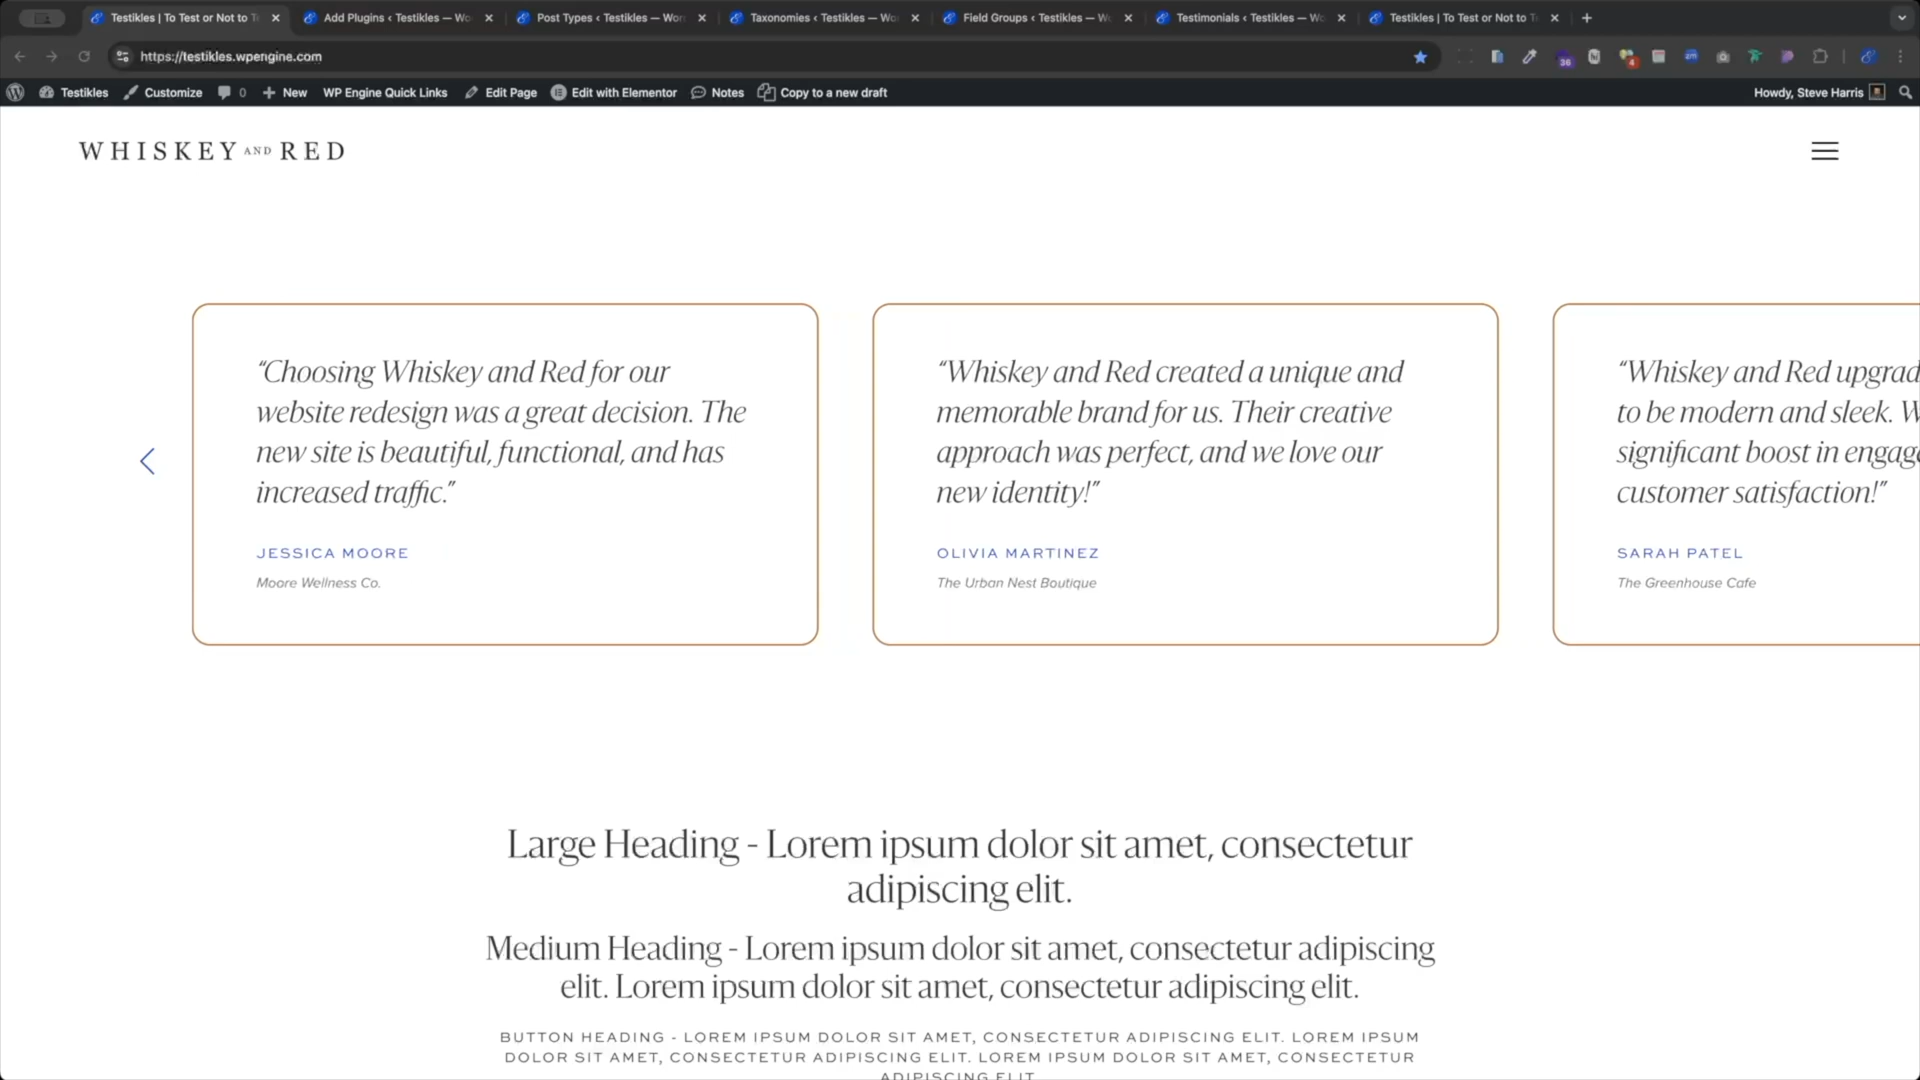 Testikles | To Test or Not to T
Add Plugins ‹ Testikles — Wo
Post Types ‹ Testikles — Wor
Taxonomies ‹ Testikles — Wo
Field Groups ‹ Testikles — W
Testimonials ‹ Testikles — Wo
Testikles | To Test or Not to T
https://testikles.wpengine.com
36
4
Testikles
Customize
0
New
WP Engine Quick Links
Edit Page
Edit with Elementor
Notes
Copy to a new draft
Howdy, Steve Harris
WHISKEY AND RED
“Choosing Whiskey and Red for our
website redesign was a great decision. The
new site is beautiful, functional, and has
increased traffic.”
JESSICA MOORE
Moore Wellness Co.
“Whiskey and Red created a unique and
memorable brand for us. Their creative
approach was perfect, and we love our
new identity!”
OLIVIA MARTINEZ
The Urban Nest Boutique
“Whiskey and Red upgrad
to be modern and sleek. W
significant boost in engag
customer satisfaction!”
SARAH PATEL
The Greenhouse Cafe
Large Heading - Lorem ipsum dolor sit amet, consectetur
adipiscing elit.
Medium Heading - Lorem ipsum dolor sit amet, consectetur adipiscing
elit. Lorem ipsum dolor sit amet, consectetur adipiscing elit.
BUTTON HEADING - LOREM IPSUM DOLOR SIT AMET, CONSECTETUR ADIPISCING ELIT. LOREM IPSUM
DOLOR SIT AMET, CONSECTETUR ADIPISCING ELIT. LOREM IPSUM DOLOR SIT AMET, CONSECTETUR
ADIPISCING ELIT.